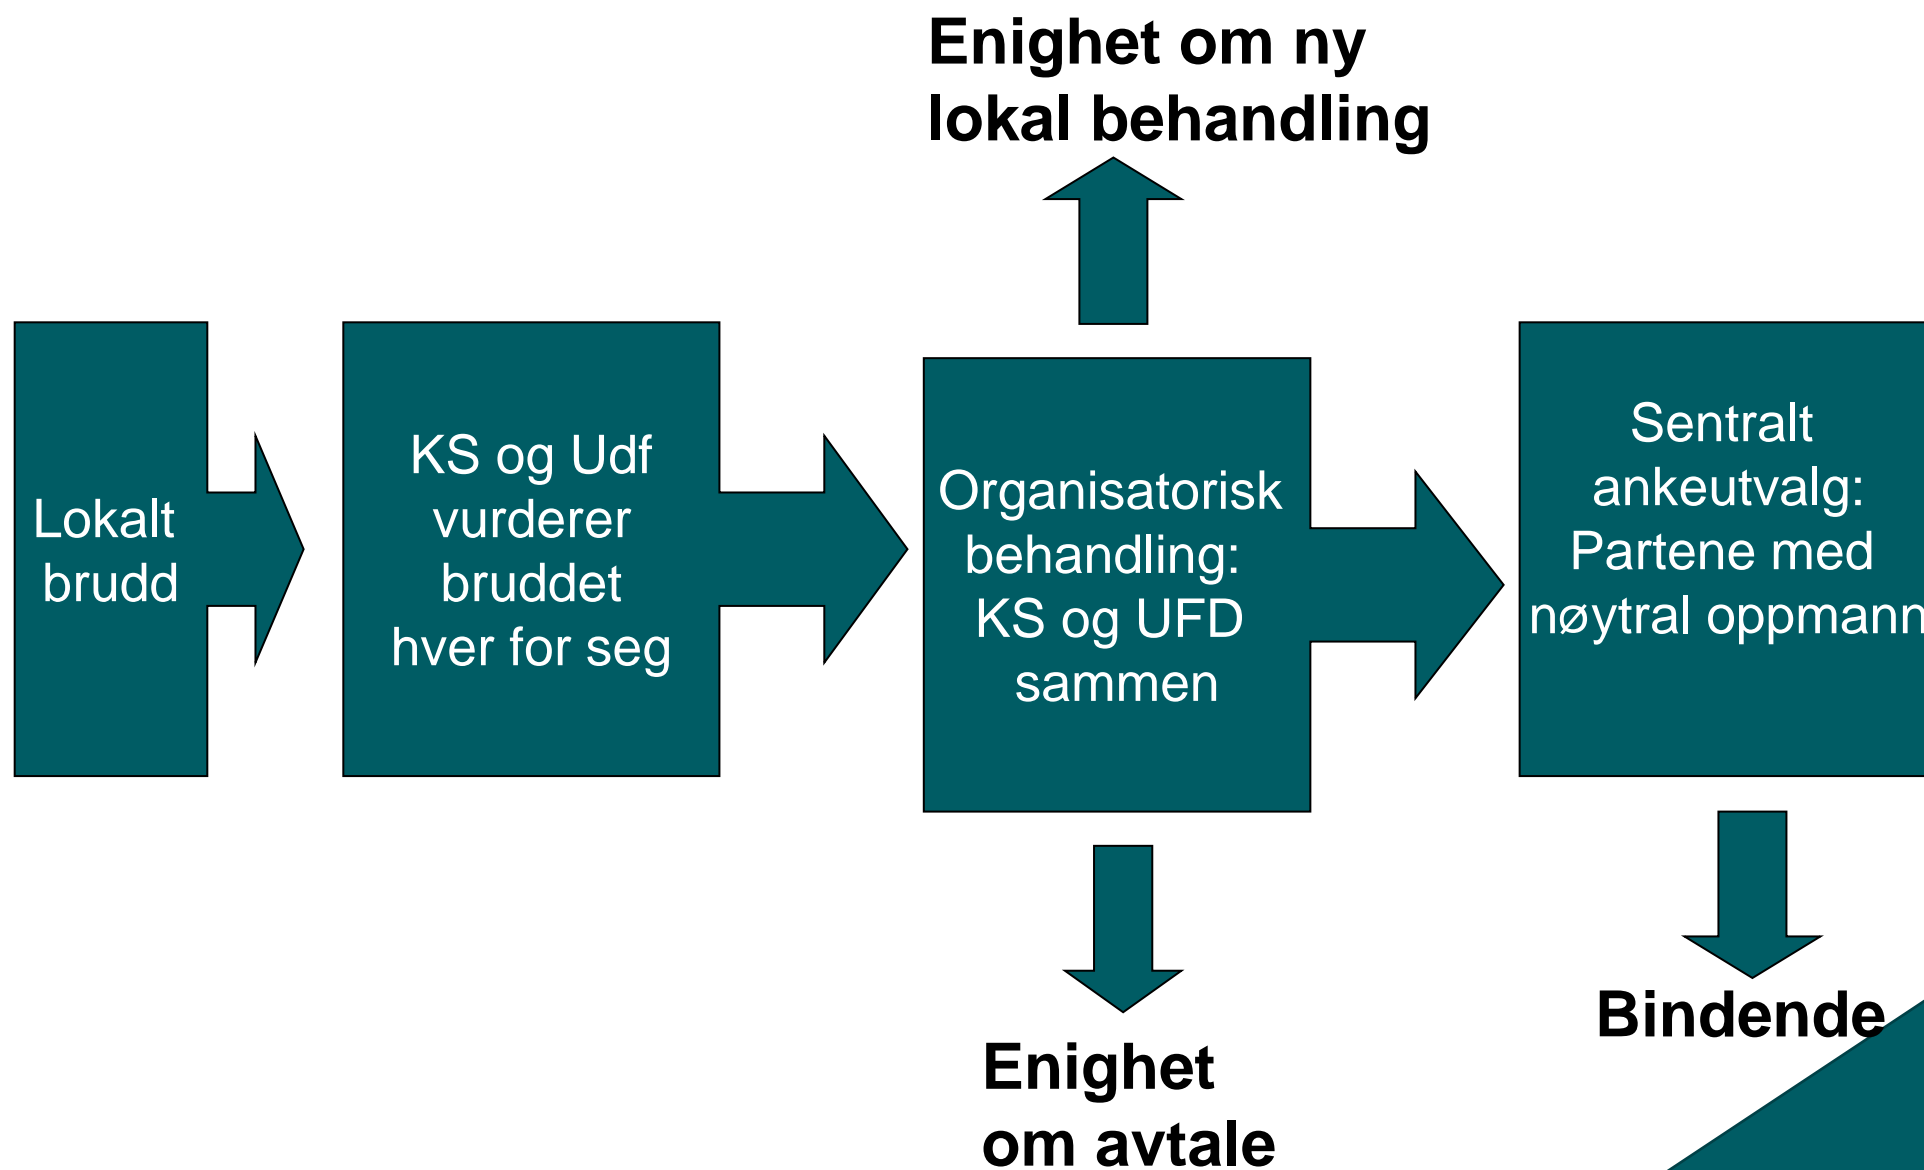 Enighet om ny
lokal behandling
Lokalt
brudd
KS og Udf
vurderer
bruddet
hver for seg
Organisatorisk
behandling:
KS og UFD
sammen
Sentralt
ankeutvalg:
Partene med
nøytral oppmann
Enighet
om avtale
Bindende